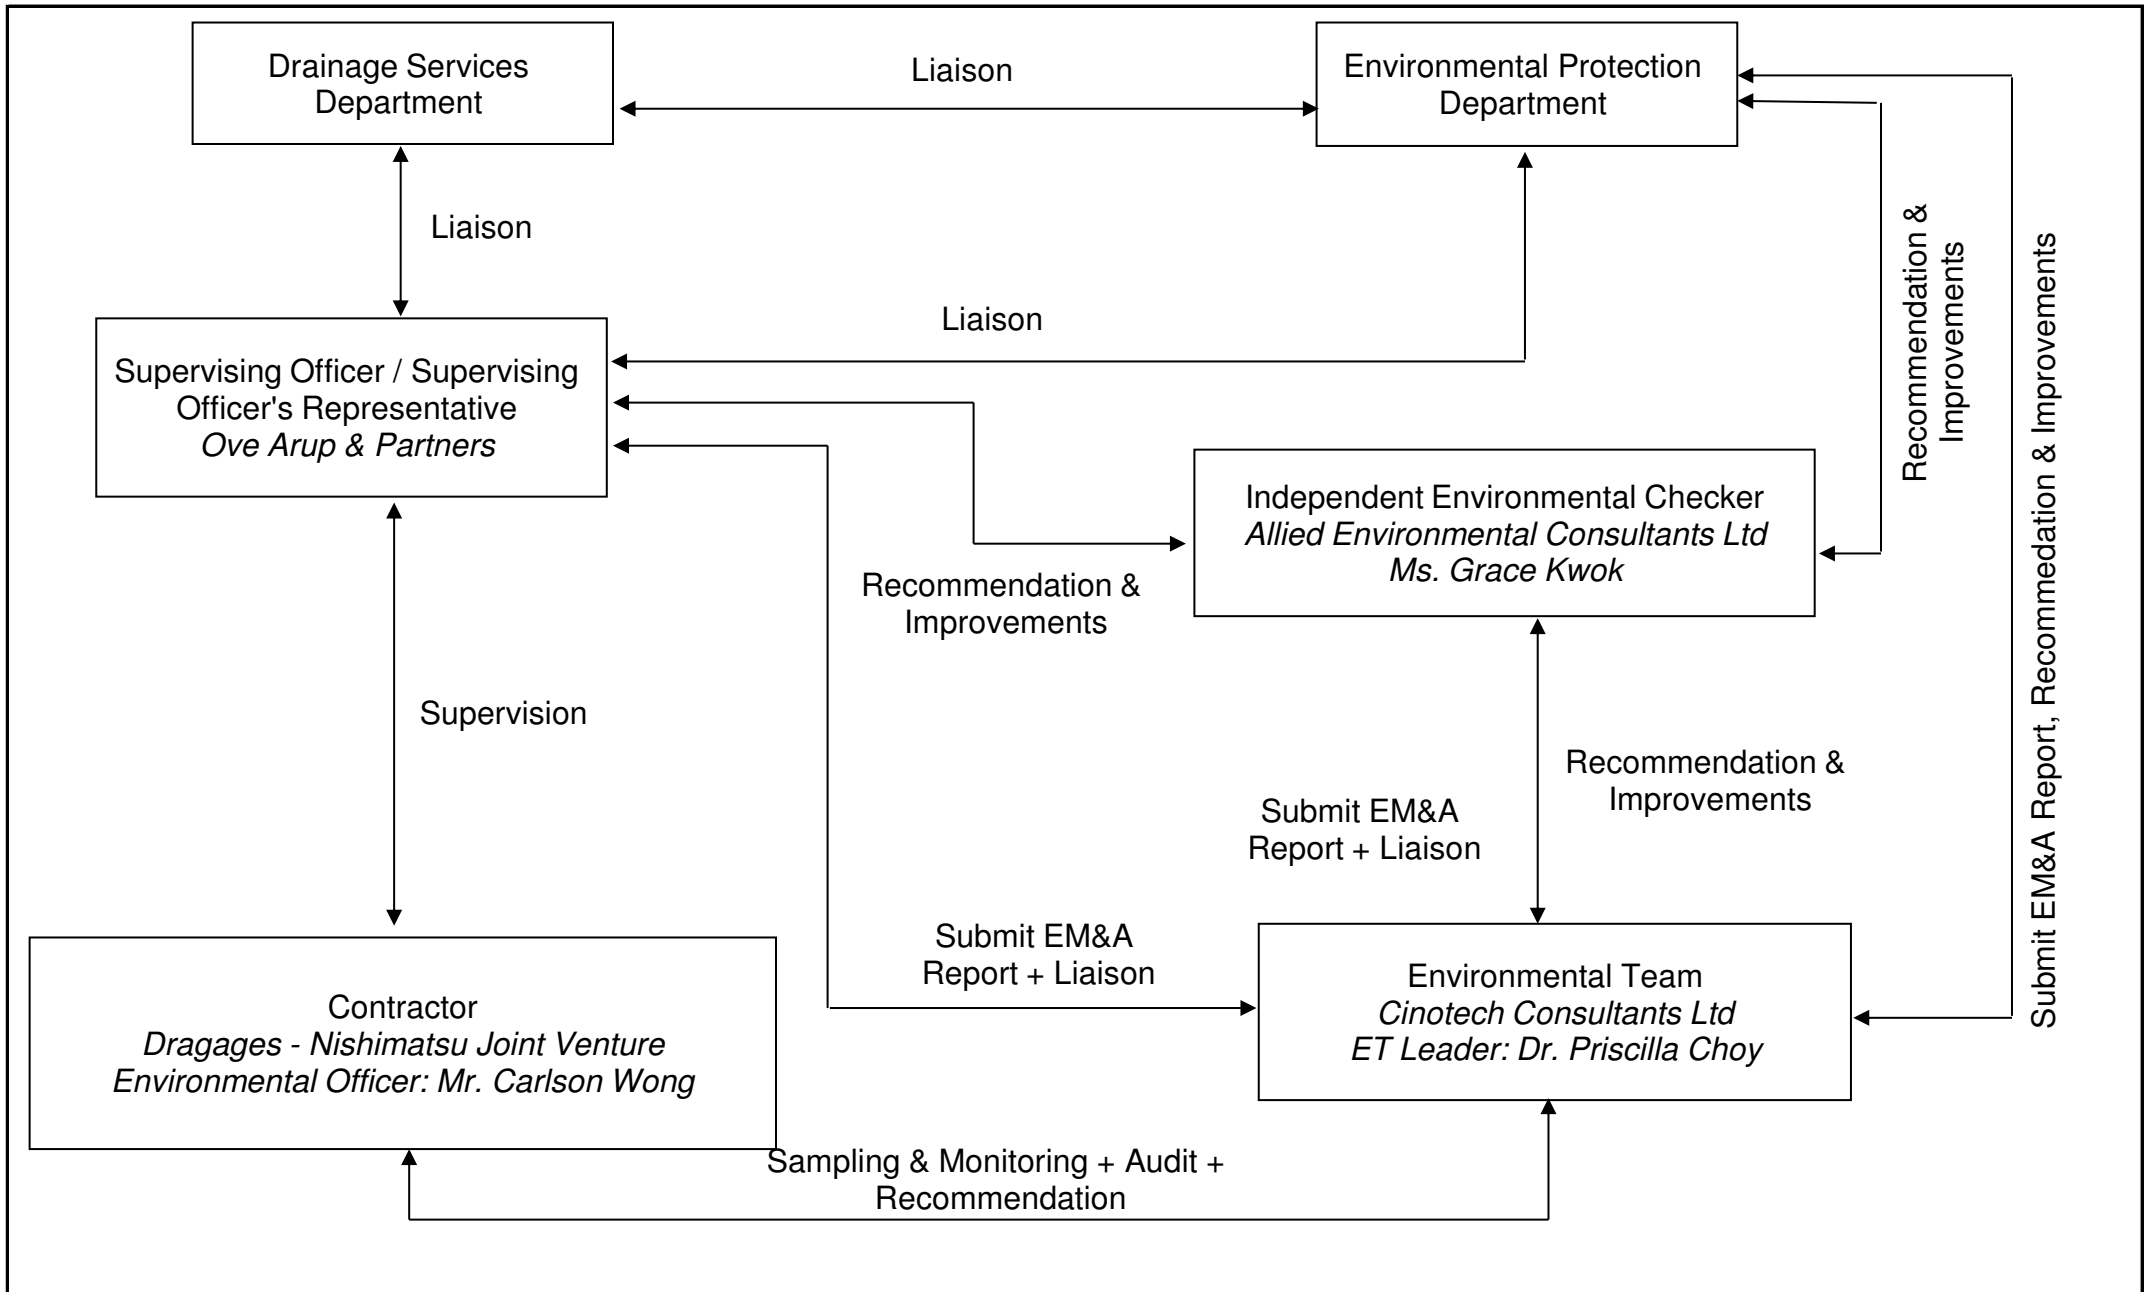 Drainage Services
Department
Liaison
Environmental Protection
Department
Liaison
Liaison
Supervising Officer / Supervising
Officer's Representative
Ove Arup & Partners
Recommendation &
Improvements
Submit EM&A Report, Recommedation & Improvements
Independent Environmental Checker
Allied Environmental Consultants Ltd
Ms. Grace Kwok
Recommendation &
Improvements
Supervision
Recommendation &
Improvements
Submit EM&A
Report + Liaison
Submit EM&A
Report + Liaison
Contractor
Dragages - Nishimatsu Joint Venture
Environmental Officer: Mr. Carlson Wong
Environmental Team
Cinotech Consultants Ltd
ET Leader: Dr. Priscilla Choy
Sampling & Monitoring + Audit +
Recommendation